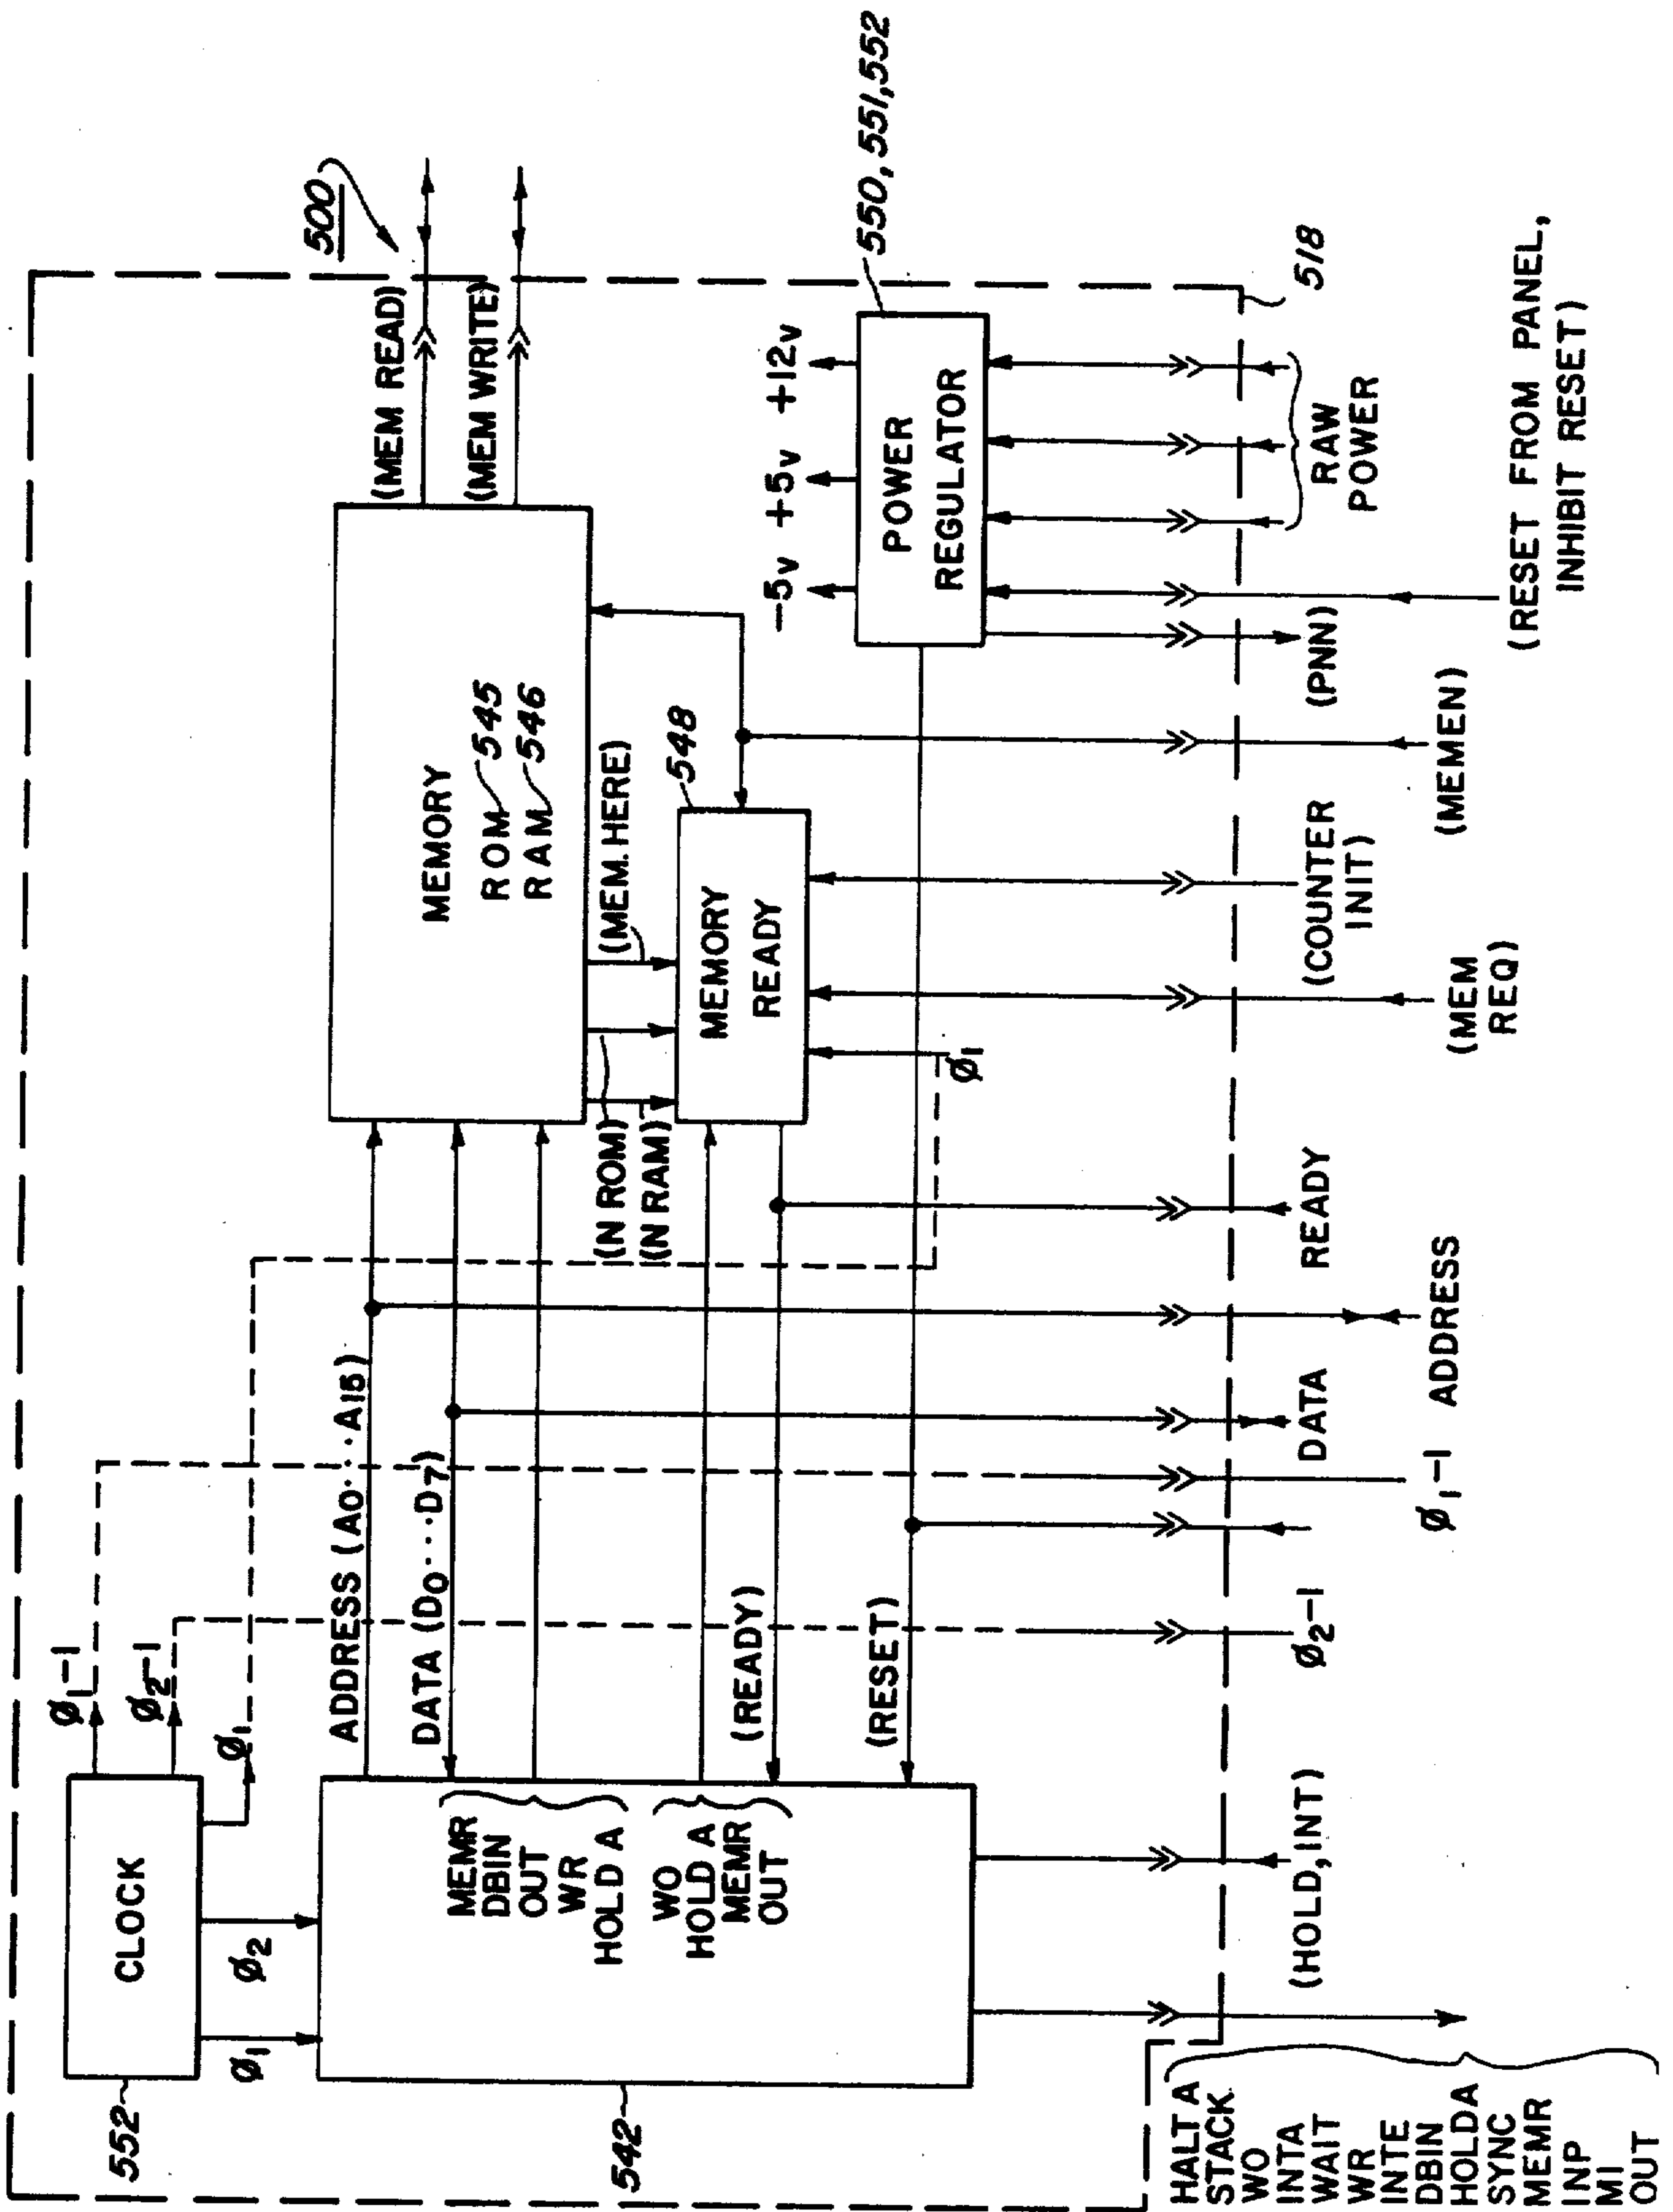 552
CLOCK
Ø1
Ø2
Ø1-1
Ø2-1
Ø1
542
MEMR
DBIN
OUT
WR
HOLD A
WO
HOLD A
MEMR
OUT
ADDRESS (A0...A15)
DATA (D0...D7)
(READY)
(RESET)
MEMORY
ROM 545
RAM 546
(MEM READ)
(MEM WRITE)
500
(N ROM)
(N RAM)
(MEM. HERE)
548
MEMORY
READY
Ø1
-5v +5v +12v
POWER
REGULATOR
550, 551, 552
518
HALT A
STACK
WO
INTA
WAIT
WR
INTE
DBIN
HOLDA
SYNC
MEMR
INP
MI
OUT
(HOLD, INT)
Ø2-1
Ø1-1
DATA
ADDRESS
READY
(MEM
REQ)
(COUNTER
INIT)
(MEMEN)
(PNN)
RAW
POWER
(RESET FROM PANEL,
INHIBIT RESET)